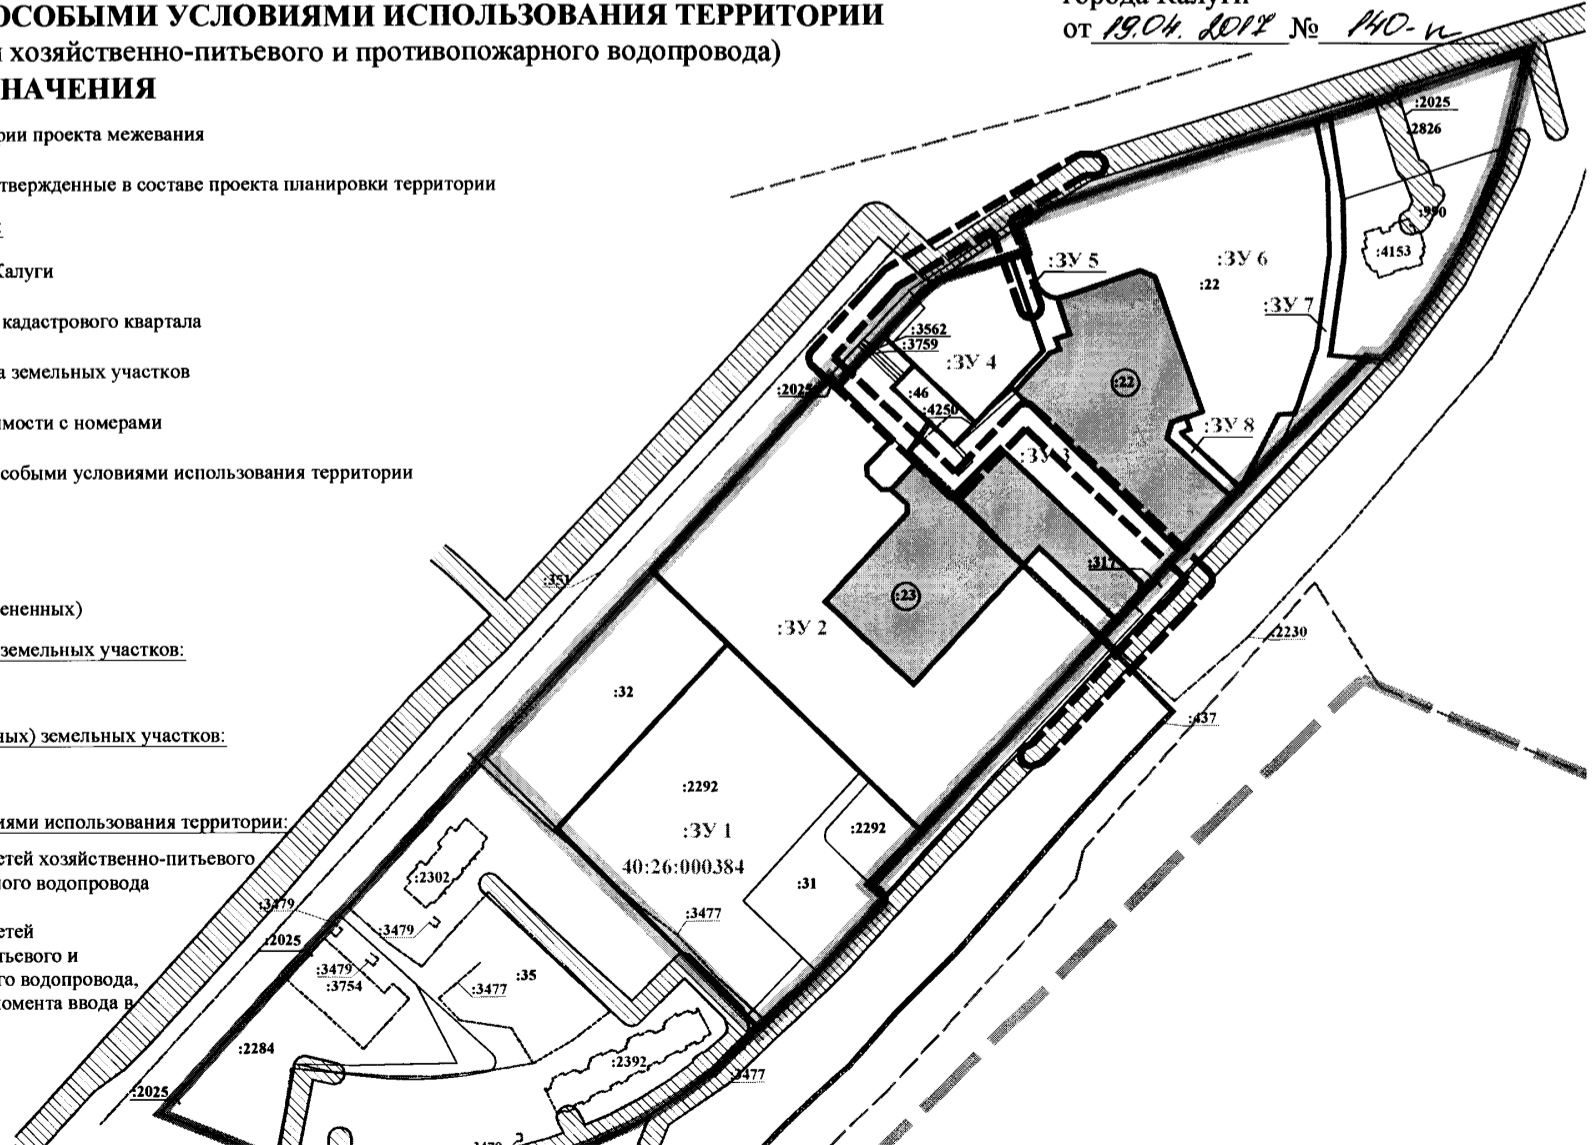 ОСОБЫМИ УСЛОВИЯМИ ИСПОЛЬЗОВАНИЯ ТЕРРИТОРИИ
хозяйственно-питьевого и противопожарного водопровода)
НАЧЕНИЯ
города Калуги
от 19.04.2017 № 140-п
рии проекта межевания
твержденные в составе проекта планировки территории
Калуги
кадастрового квартала
а земельных участков
имости с номерами
собыми условиями использования территории
ененных)
земельных участков:
ных) земельных участков:
иями использования территории:
етей хозяйственно-питьевого
ного водопровода
етей
тьевого и
го водопровода,
момента ввода в
:2025
:2826
:990
:4153
:ЗУ 5
:ЗУ 6
:22
:ЗУ 7
:3562
:3759
:ЗУ 4
:2025
:46
:4250
:22
:ЗУ 8
:ЗУ 3
:351
:317
:23
:ЗУ 2
:2230
:32
:437
:2292
:ЗУ 1
:2292
40:26:000384
:2302
:31
:3479
:3477
:3479
:2025
:3479
:3754
:35
:3477
:2284
:2392
:3477
:2025